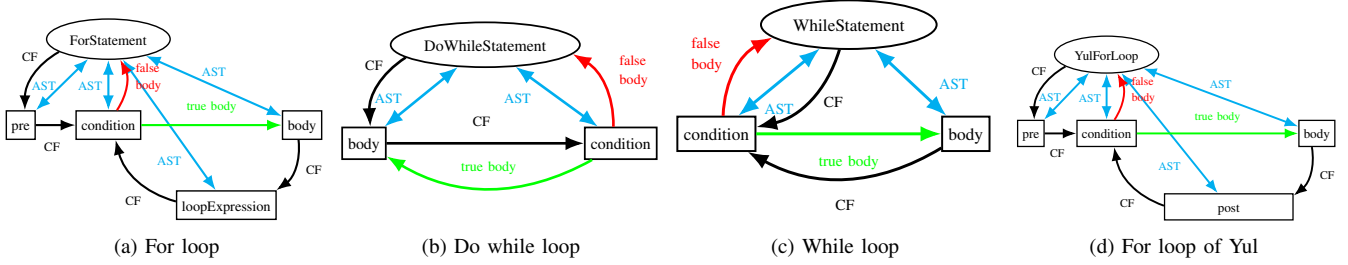 ForStatement
CF
AST
AST
false
body
AST
true body
pre
condition
body
CF
AST
CF
CF
loopExpression
(a) For loop
DoWhileStatement
CF
false
body
AST
AST
CF
body
condition
true body
(b) Do while loop
WhileStatement
false
body
AST
CF
AST
condition
body
true body
CF
(c) While loop
YulForLoop
CF
AST
AST
false
body
AST
true body
pre
condition
body
CF
AST
CF
CF
post
(d) For loop of Yul